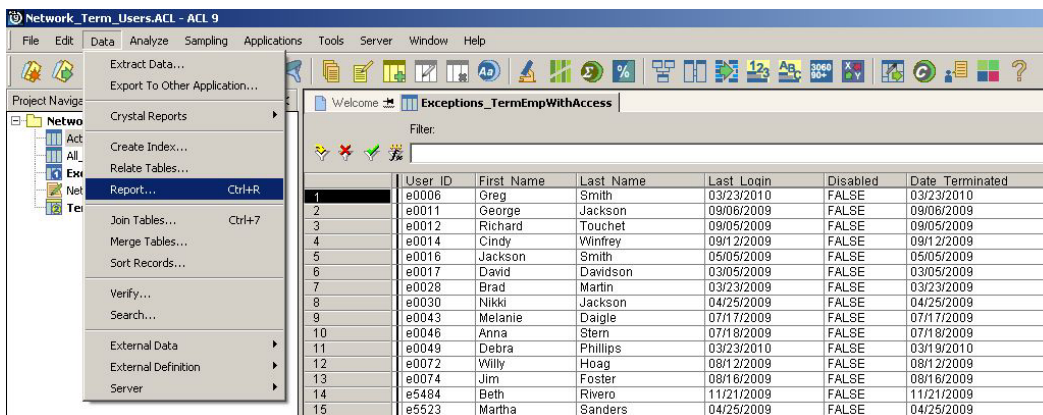 Network_Term_Users.ACL - ACL 9
File Edit Data Analyze Sampling Applications Tools Server Window Help
Extract Data...
Export To Other Application...
Crystal Reports
Create Index...
Relate Tables...
Report... Ctrl+R
Join Tables... Ctrl+7
Merge Tables...
Sort Records...
Verify...
Search...
External Data
External Definition
Server
Project Naviga
Netwo
Act
All_
Exc
Net
Ter
Welcome Exceptions_TermEmpWithAccess
Filter:
User_ID First_Name Last_Name Last_Login Disabled Date_Terminated
1 e0006 Greg Smith 03/23/2010 FALSE 03/23/2010
2 e0011 George Jackson 09/06/2009 FALSE 09/06/2009
3 e0012 Richard Touchet 09/05/2009 FALSE 09/05/2009
4 e0014 Cindy Winfrey 09/12/2009 FALSE 09/12/2009
5 e0016 Jackson Smith 05/05/2009 FALSE 05/05/2009
6 e0017 David Davidson 03/05/2009 FALSE 03/05/2009
7 e0028 Brad Martin 03/23/2009 FALSE 03/23/2009
8 e0030 Nikki Jackson 04/25/2009 FALSE 04/25/2009
9 e0043 Melanie Daigle 07/17/2009 FALSE 07/17/2009
10 e0046 Anna Stern 07/18/2009 FALSE 07/18/2009
11 e0049 Debra Phillips 03/23/2010 FALSE 03/19/2010
12 e0072 Willy Hoag 08/12/2009 FALSE 08/12/2009
13 e0074 Jim Foster 08/16/2009 FALSE 08/16/2009
14 e5484 Beth Rivero 11/21/2009 FALSE 11/21/2009
15 e5523 Martha Sanders 04/25/2009 FALSE 04/25/2009